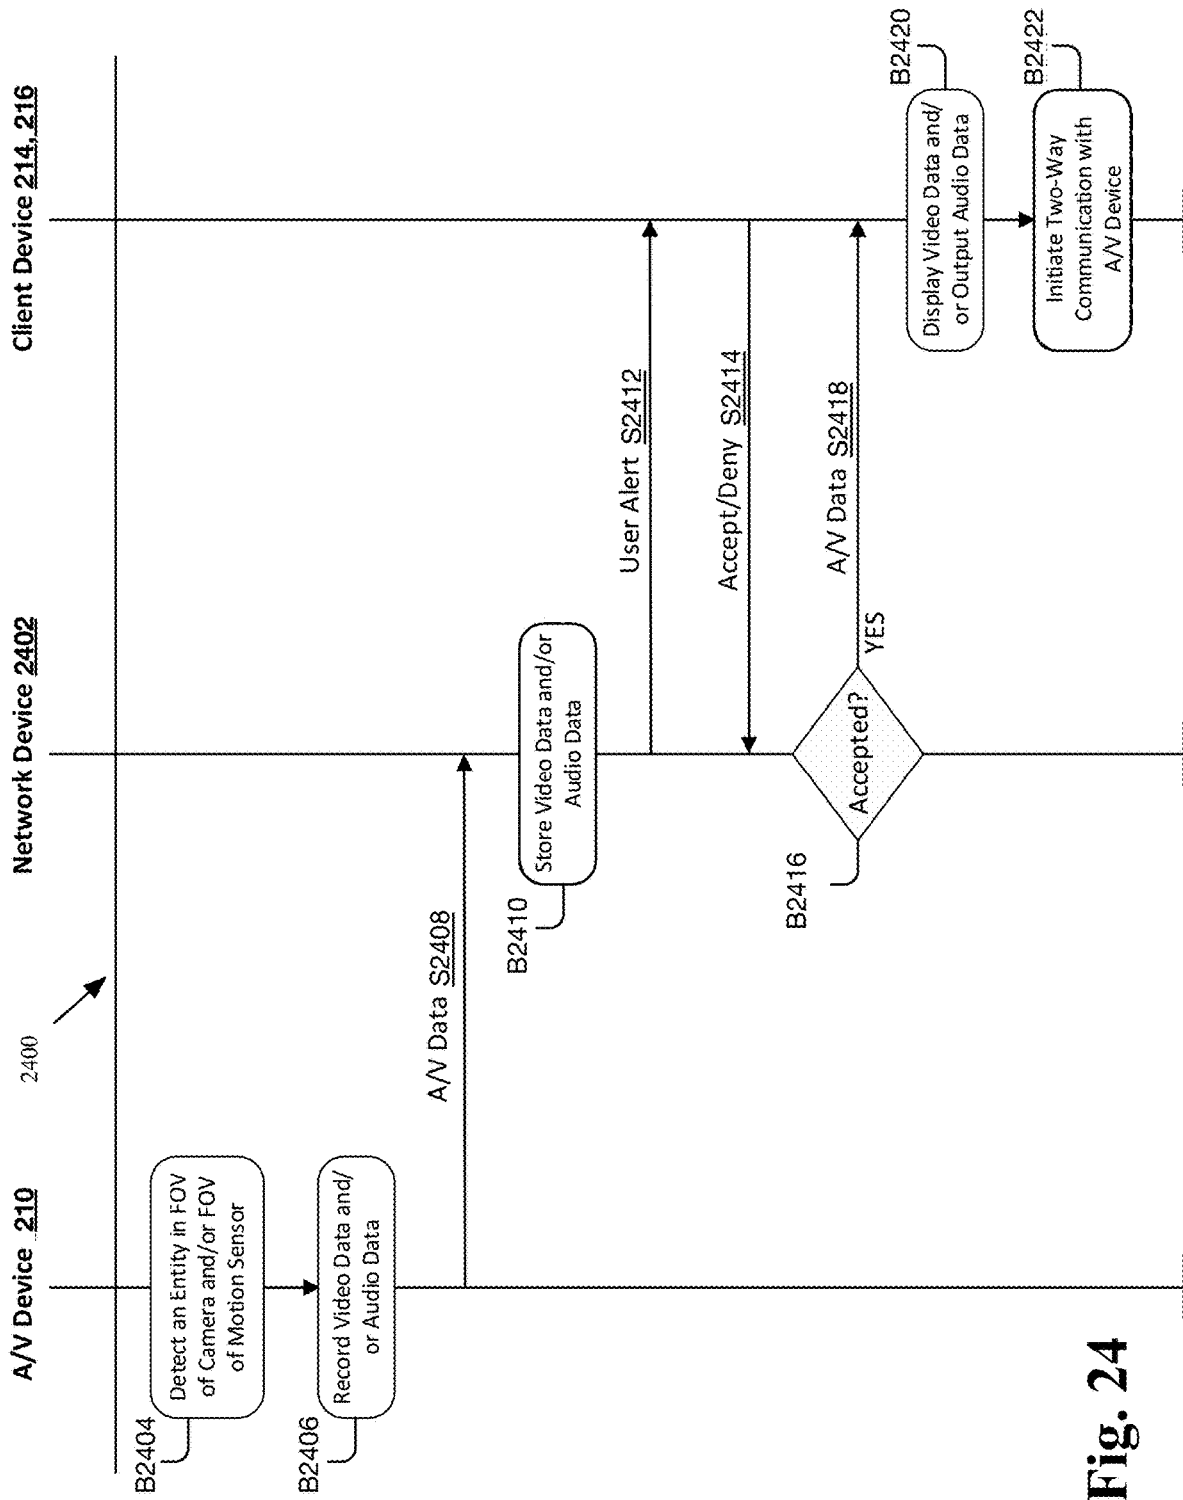 A/V Device 210
Network Device 2402
Client Device 214, 216
2400
B2404
Detect an Entity in FOV
of Camera and/or FOV
of Motion Sensor
B2406
Record Video Data and/
or Audio Data
A/V Data S2408
B2410
Store Video Data and/or
Audio Data
User Alert S2412
Accept/Deny S2414
B2416
Accepted?
YES
A/V Data S2418
B2420
Display Video Data and/
or Output Audio Data
B2422
Initiate Two-Way
Communication with
A/V Device
Fig. 24